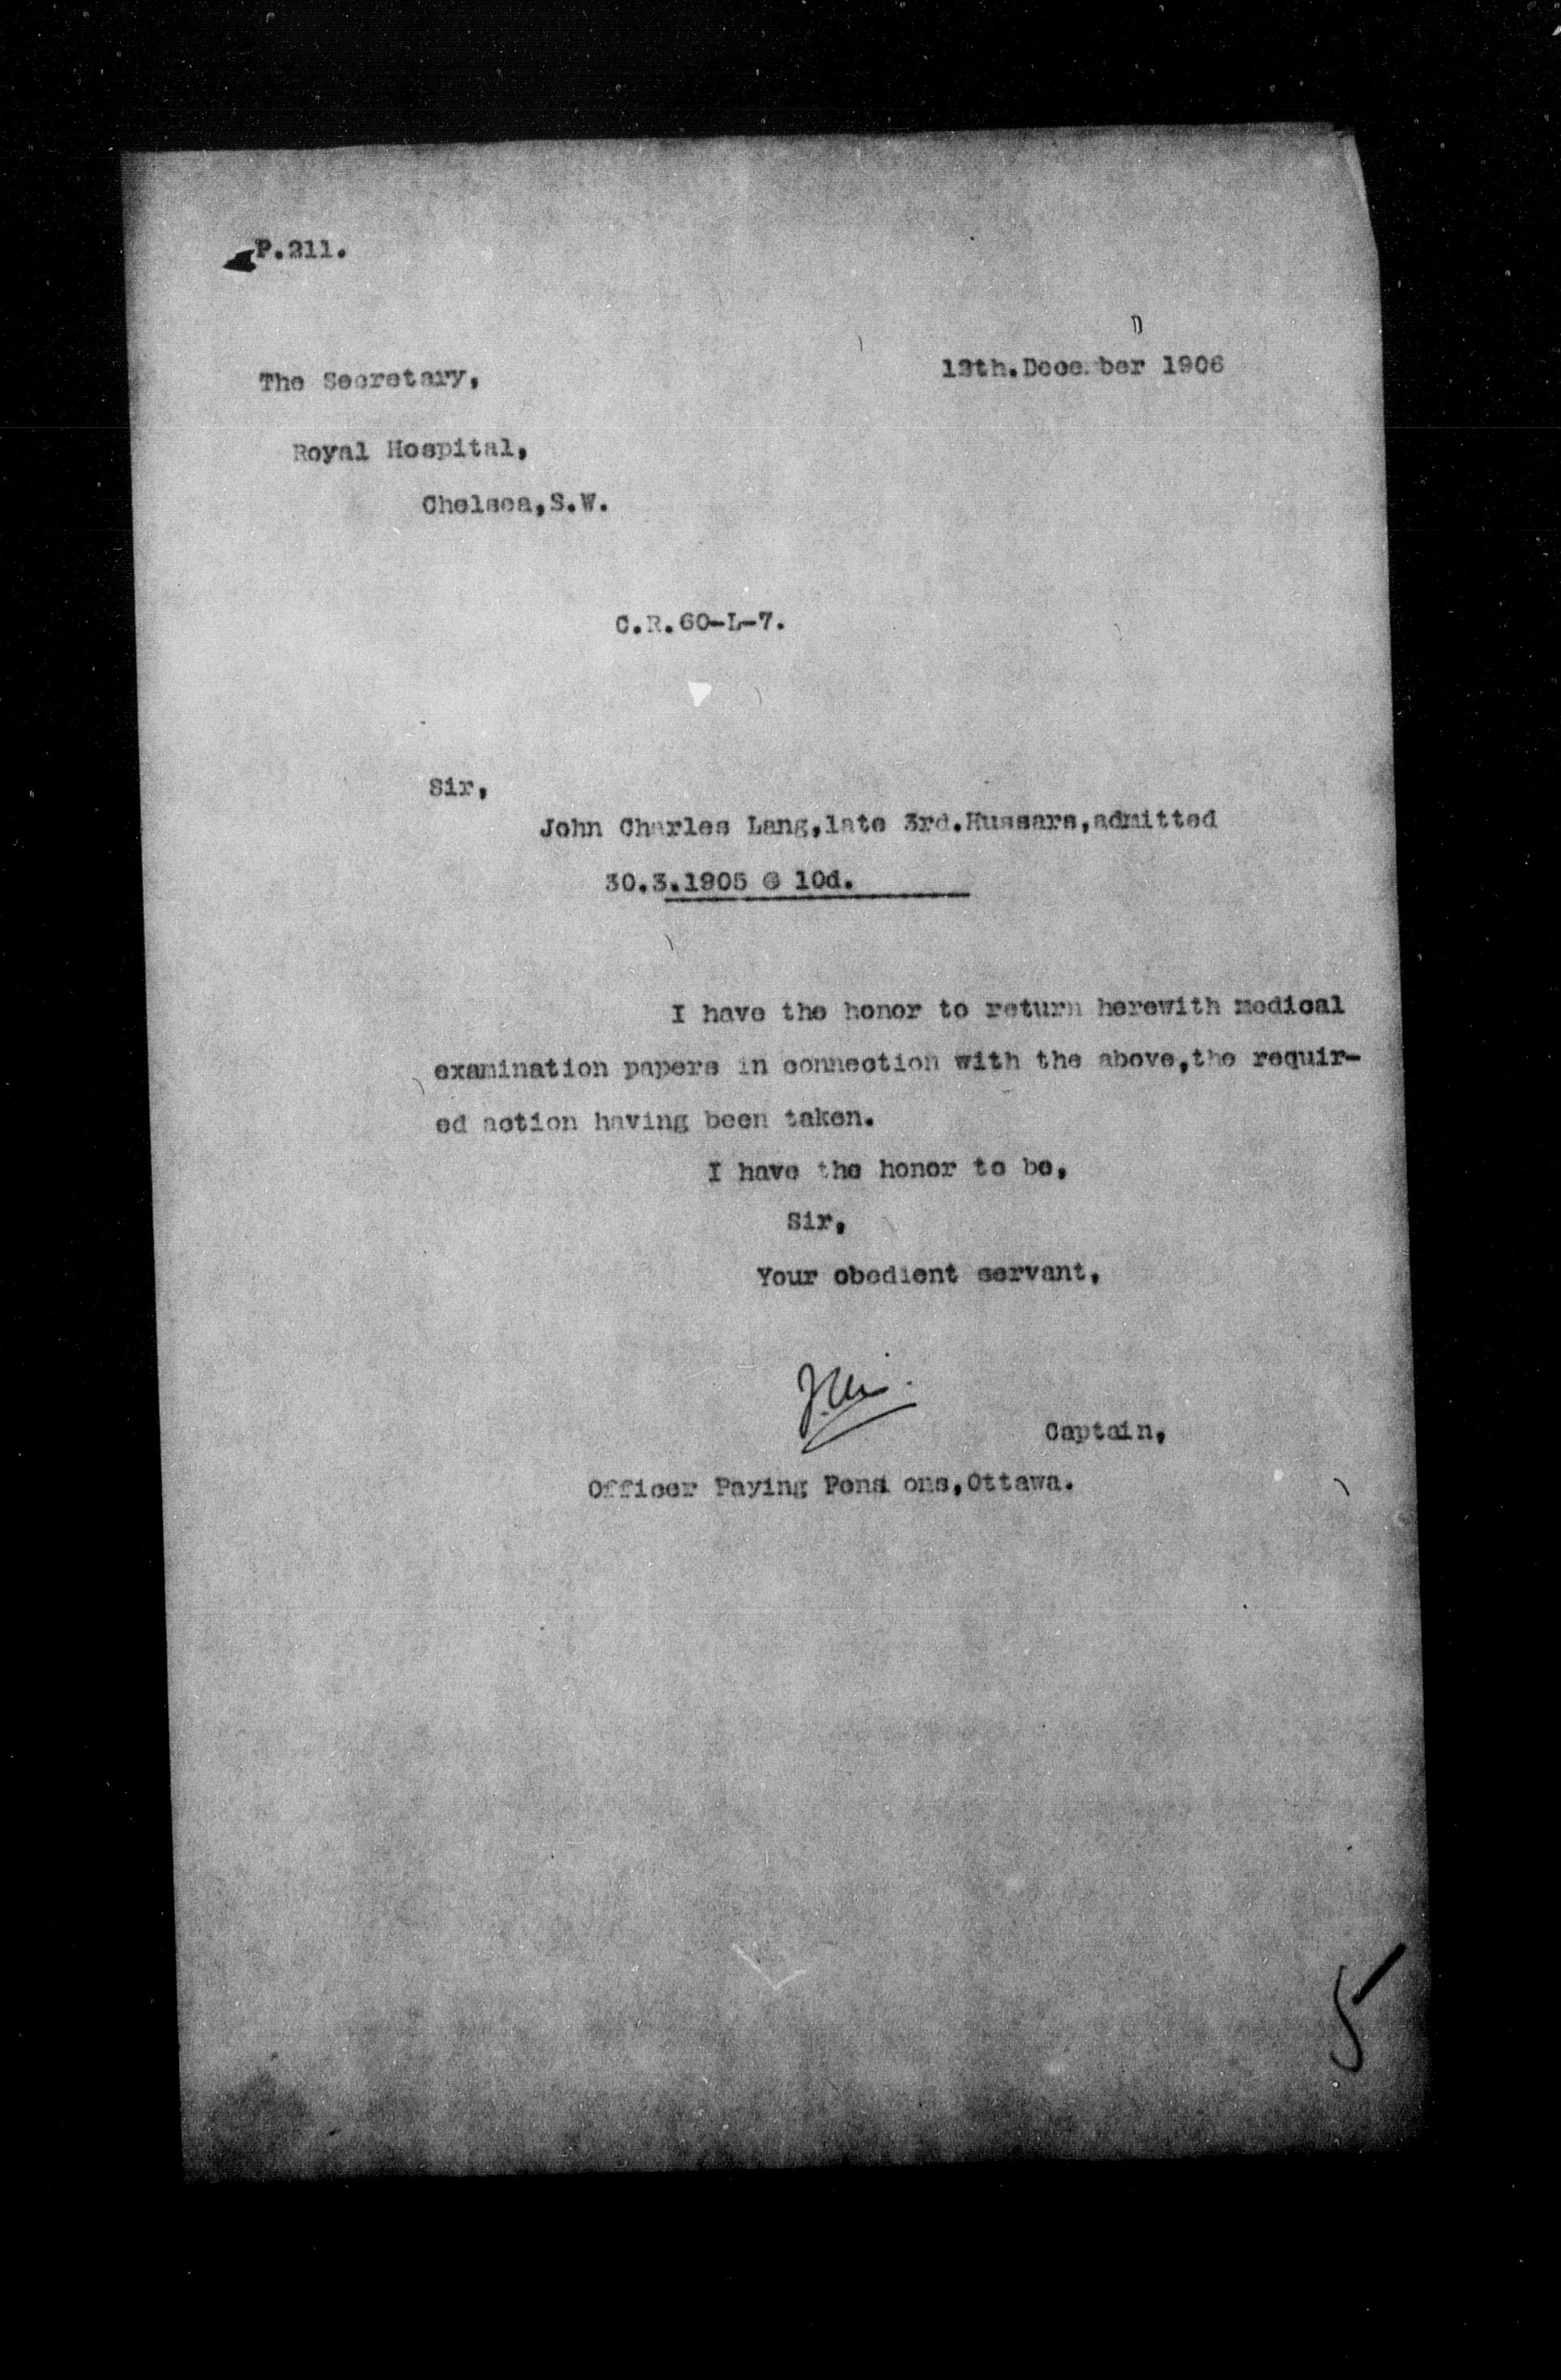 P.211.
13th.December 1906
The Secretary,
Royal Hospital,
Chelsea,S.W.
C.R.60-L-7.
Sir,
John Charles Lang,late 3rd.Hussars,admitted
30.3.1905 @ 10d.
I have the honor to return herewith medical
examination papers in connection with the above,the requir-
ed action having been taken.
I have the honor to be,
Sir,
Your obedient servant,
Captain,
Officer Paying Pensions,Ottawa.
5